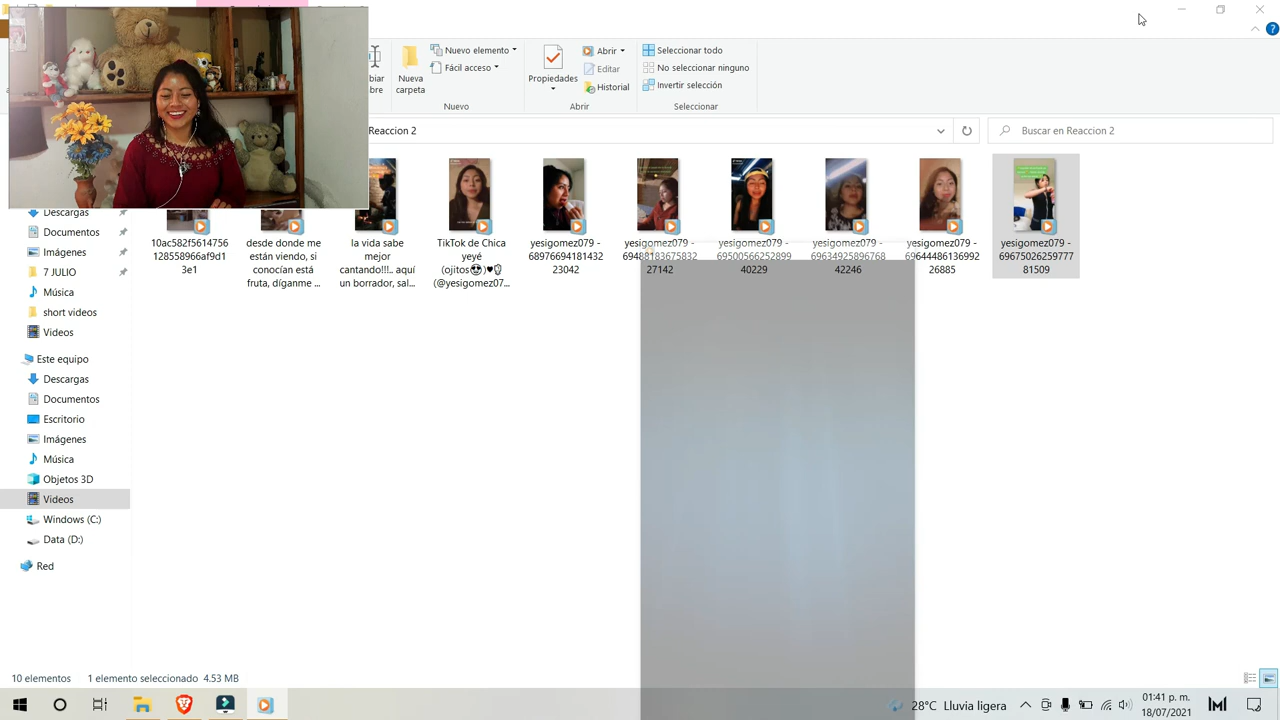 Nuevo elemento
Fácil acceso
Nueva
carpeta
Nuevo
Propiedades
Abrir
Editar
Historial
Abrir
Seleccionar todo
No seleccionar ninguno
Invertir selección
Seleccionar
Reaccion 2
Buscar en Reaccion 2
Descargas
Documentos
Imágenes
7 JULIO
Música
short videos
Videos
Este equipo
Descargas
Documentos
Escritorio
Imágenes
Música
Objetos 3D
Videos
Windows (C:)
Data (D:)
Red
10ac582f5614756
128558966af9d1
3e1
desde donde me
están viendo, si
conocían está
fruta, díganme ...
la vida sabe
mejor
cantando!!!.. aquí
un borrador, sal...
TikTok de Chica
yeyé
(ojitos😎)♥️👂
(@yesigomez07...
yesigomez079 -
68976694181432
23042
yesigomez079 -
69488183675832
27142
yesigomez079 -
69500566252899
40229
yesigomez079 -
69634925896768
42246
yesigomez079 -
69644486136992
26885
yesigomez079 -
69675026259777
81509
10 elementos
1 elemento seleccionado 4.53 MB
28°C Lluvia ligera
01:41 p. m.
18/07/2021